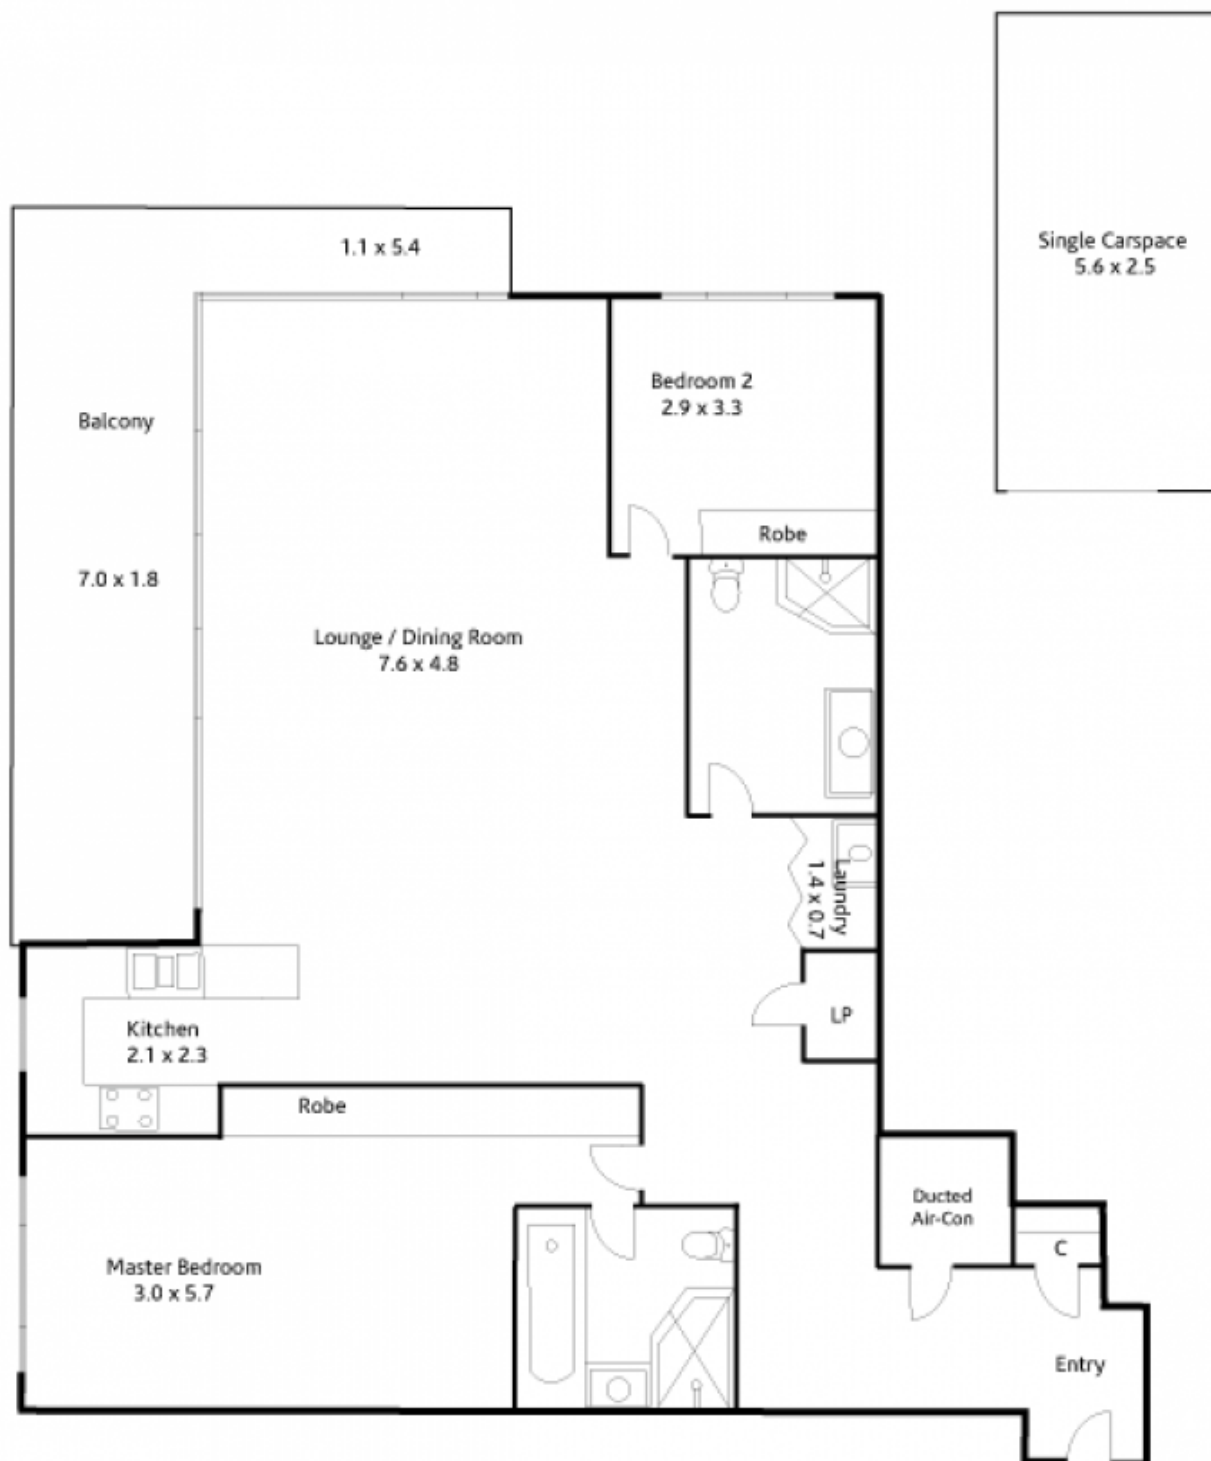 1.1 x 5.4
Single Carspace
5.6 x 2.5
Bedroom 2
2.9 x 3.3
Balcony
Robe
7.0 x 1.8
Lounge / Dining Room
7.6 x 4.8
Laundry
1.4 x 0.7
LP
Kitchen
2.1 x 2.3
Robe
Ducted
Air-Con
C
Master Bedroom
3.0 x 5.7
Entry